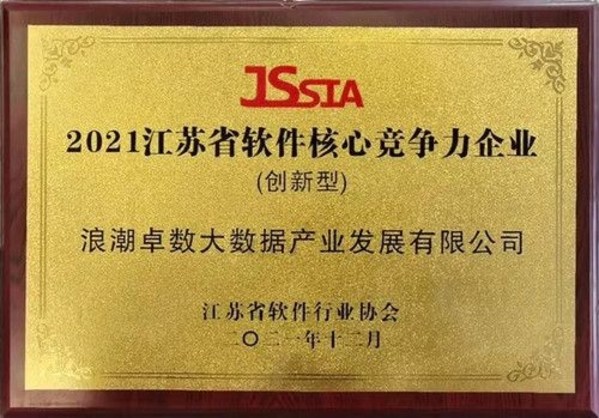 JSSIA
2021江苏省软件核心竞争力企业
(创新型)
浪潮卓数大数据产业发展有限公司
江苏省软件行业协会
二〇二一年十二月